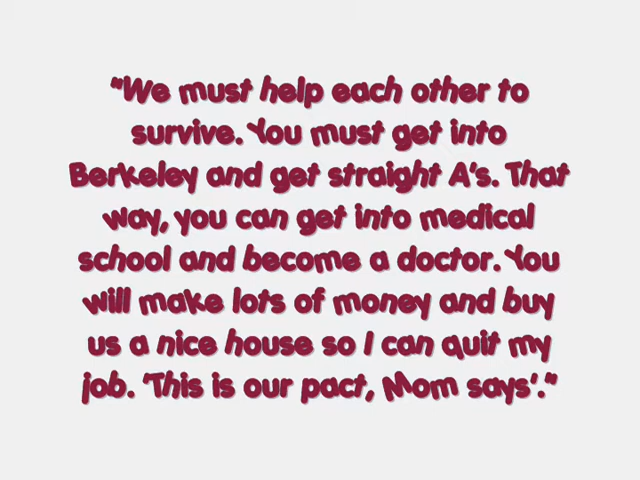 "We must help each other to
survive. You must get into
Berkeley and get straight A's. That
way, you can get into medical
school and become a doctor. You
will make lots of money and buy
us a nice house so I can quit my
job. 'This is our pact, Mom says'."